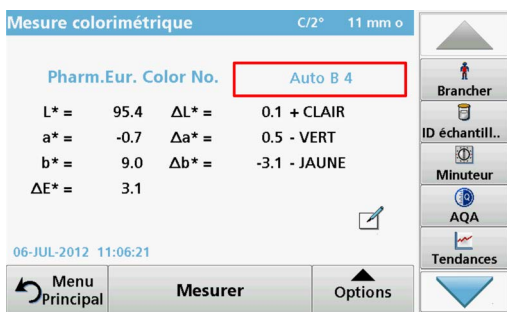 Mesure colorimétrique C/2° 11 mm o
Pharm.Eur. Color No. Auto B 4
L* = 95.4 ΔL* = 0.1 + CLAIR
a* = -0.7 Δa* = 0.5 - VERT
b* = 9.0 Δb* = -3.1 - JAUNE
ΔE* = 3.1
06-JUL-2012 11:06:21
Menu
Principal
Mesurer
Options
Brancher
ID échantill..
Minuteur
AQA
Tendances